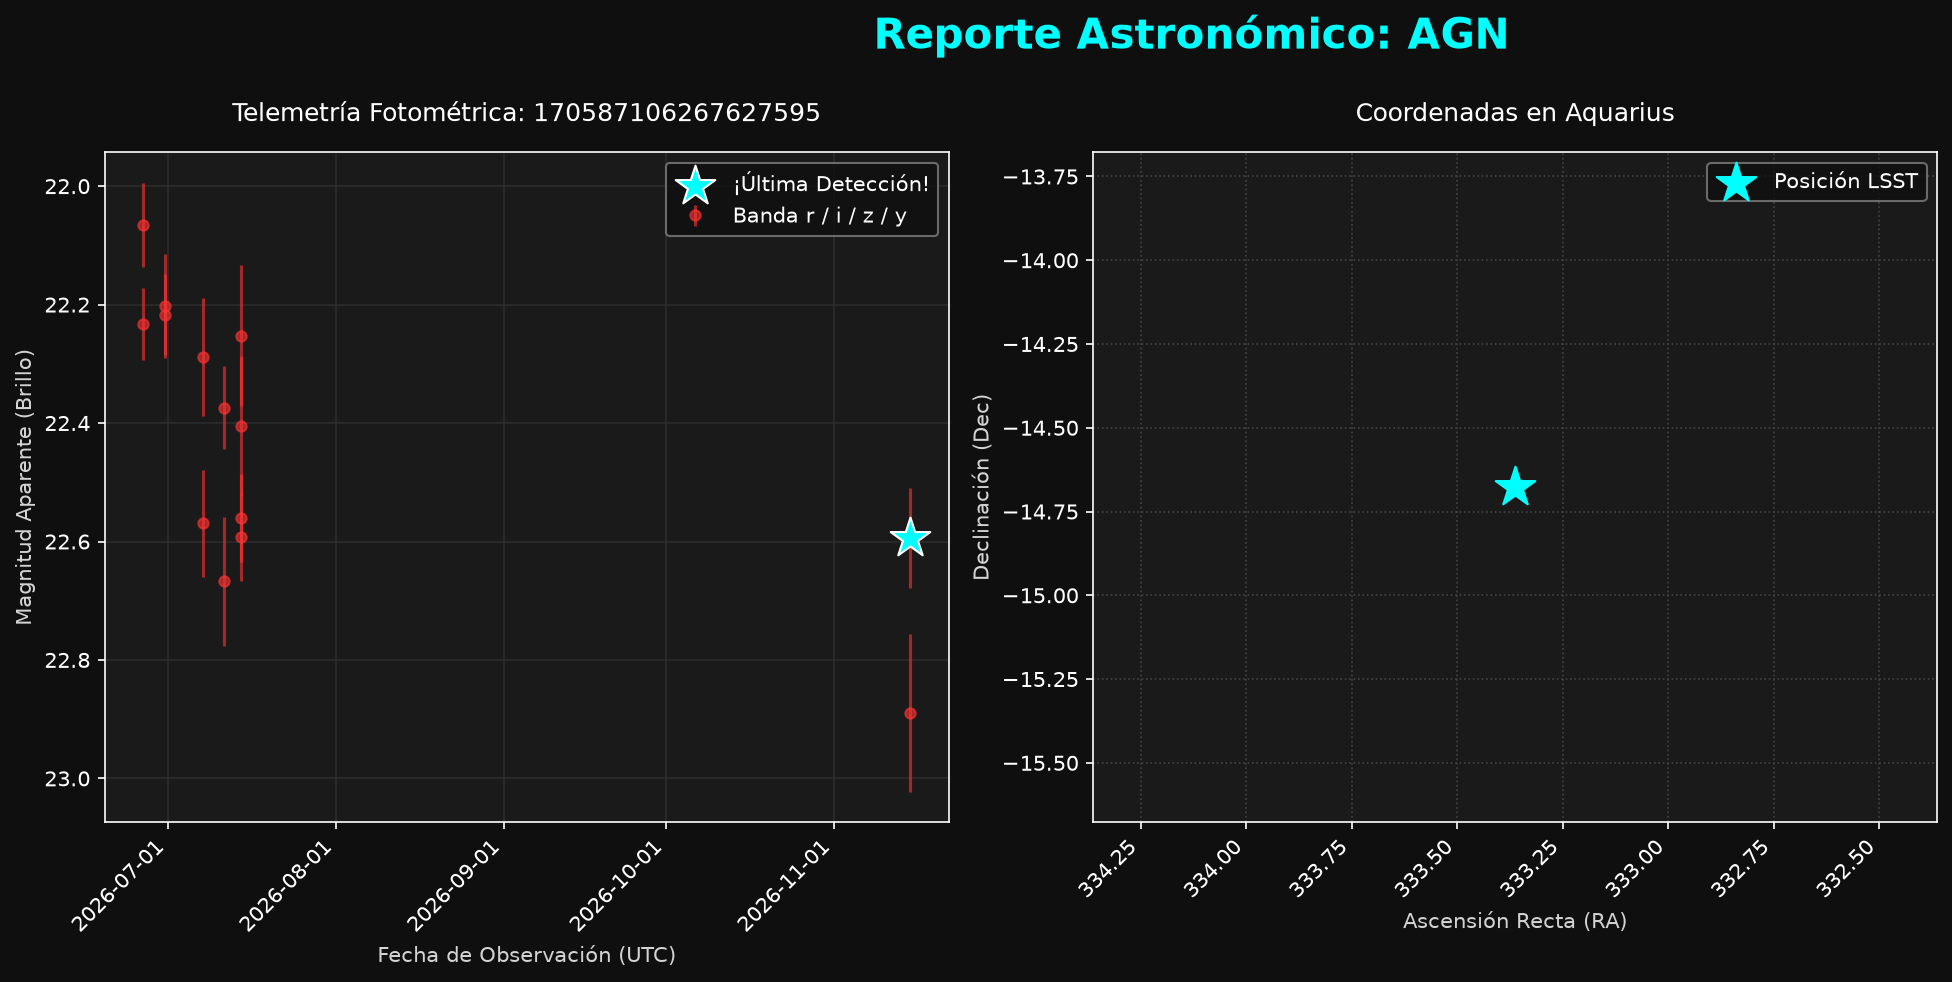 Reporte Astronómico: AGN
Telemetría Fotométrica: 170587106267627595
¡Última Detección!
Banda r / i / z / y
Magnitud Aparente (Brillo)
22.0
22.2
22.4
22.6
22.8
23.0
2026-07-01
2026-08-01
2026-09-01
2026-10-01
2026-11-01
Fecha de Observación (UTC)
Coordenadas en Aquarius
Posición LSST
Declinación (Dec)
−13.75
−14.00
−14.25
−14.50
−14.75
−15.00
−15.25
−15.50
334.25
334.00
333.75
333.50
333.25
333.00
332.75
332.50
Ascensión Recta (RA)